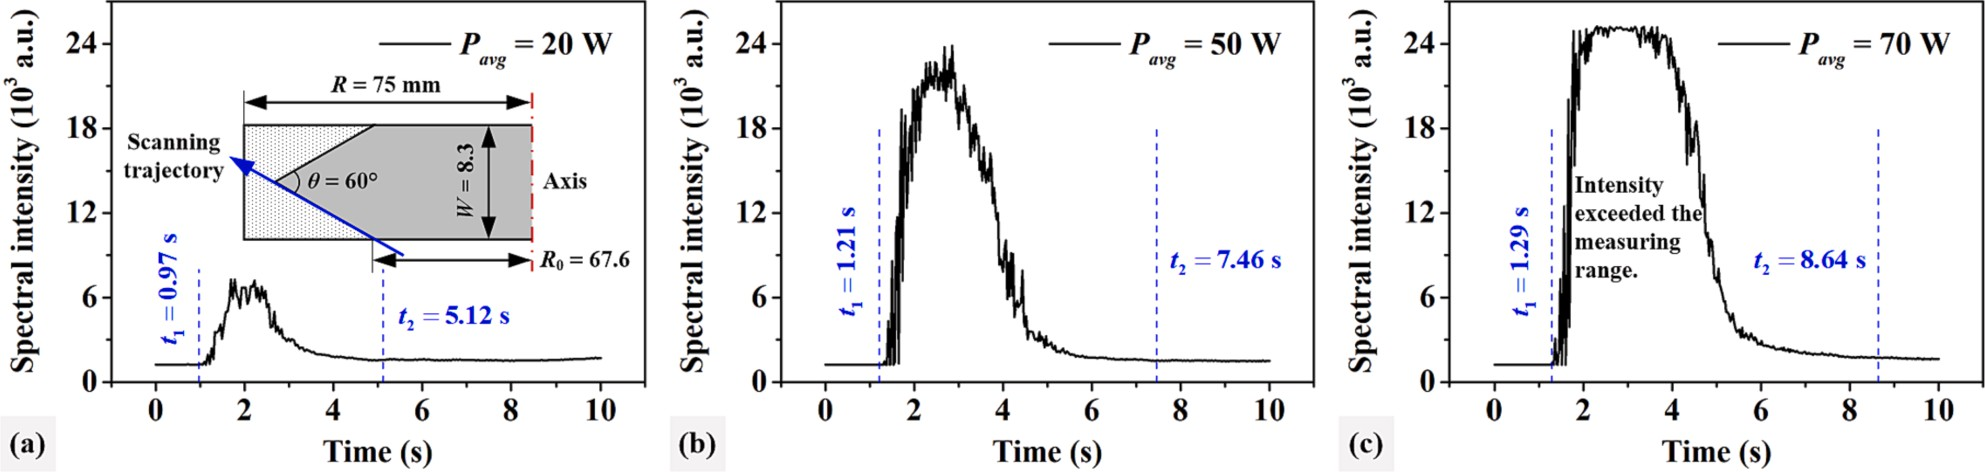 Spectral intensity (10³ a.u.)
24
18
12
6
0
P_avg = 20 W
R = 75 mm
Scanning
trajectory
θ = 60°
W = 8.3
Axis
R₀ = 67.6
t₁ = 0.97 s
t₂ = 5.12 s
0 2 4 6 8 10
Time (s)
(a)
Spectral intensity (10³ a.u.)
24
18
12
6
0
P_avg = 50 W
t₁ = 1.21 s
t₂ = 7.46 s
0 2 4 6 8 10
Time (s)
(b)
Spectral intensity (10³ a.u.)
24
18
12
6
0
P_avg = 70 W
Intensity
exceeded the
measuring
range.
t₁ = 1.29 s
t₂ = 8.64 s
0 2 4 6 8 10
Time (s)
(c)